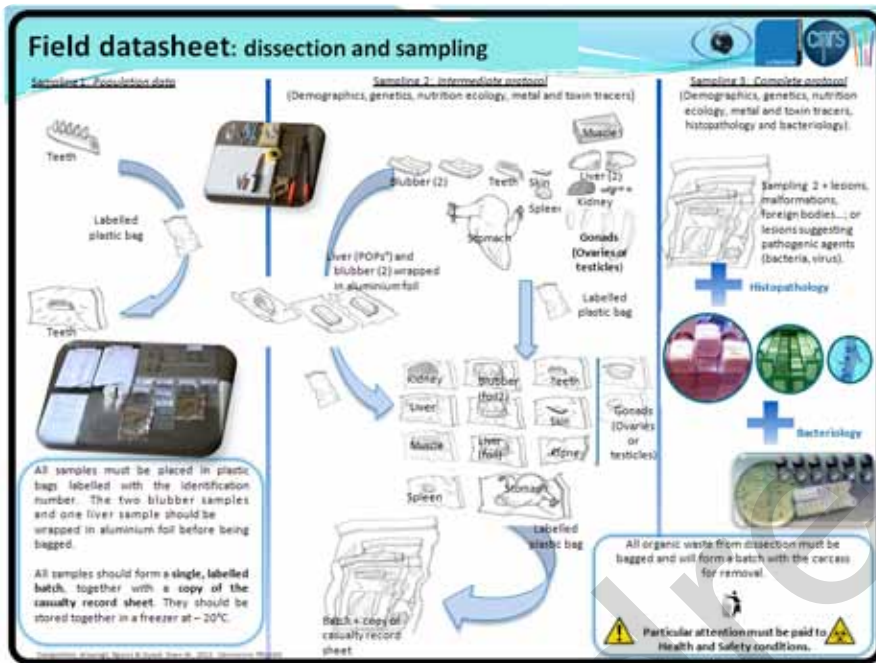 Field datasheet: dissection and sampling
cnrs
Sampling 1: Population data
Teeth
Labelled
plastic bag
Teeth
All samples must be placed in plastic
bags labelled with the identification
number. The two blubber samples
and one liver sample should be
wrapped in aluminium foil before being
bagged.
All samples should form a single, labelled
batch, together with a copy of the
casualty record sheet. They should be
stored together in a freezer at – 20°C.
Sampling 2: Intermediate protocol
(Demographics, genetics, nutrition ecology, metal and toxin tracers)
Muscle
Blubber (2)
Teeth
Skin
Liver (2)
Spleen
Kidney
Stomach
Gonads
(Ovaries or
testicles)
Liver (POPs*) and
blubber (2) wrapped
in aluminium foil
Labelled
plastic bag
Kidney
Blubber
(foil2)
Teeth
Liver
Skin
Gonads
(Ovaries
or
testicles)
Muscle
Liver
(foil)
Kidney
Spleen
Stomach
Labelled
plastic bag
Batch + copy of
casualty record
sheet
Sampling 3: Complete protocol
(Demographics, genetics, nutrition
ecology, metal and toxin tracers,
histopathology and bacteriology).
Sampling 2 + lesions,
malformations,
foreign bodies...; or
lesions suggesting
pathogenic agents
(bacteria, virus).
Histopathology
Bacteriology
All organic waste from dissection must be
bagged and will form a batch with the carcass
for removal.
Particular attention must be paid to
Health and Safety conditions.